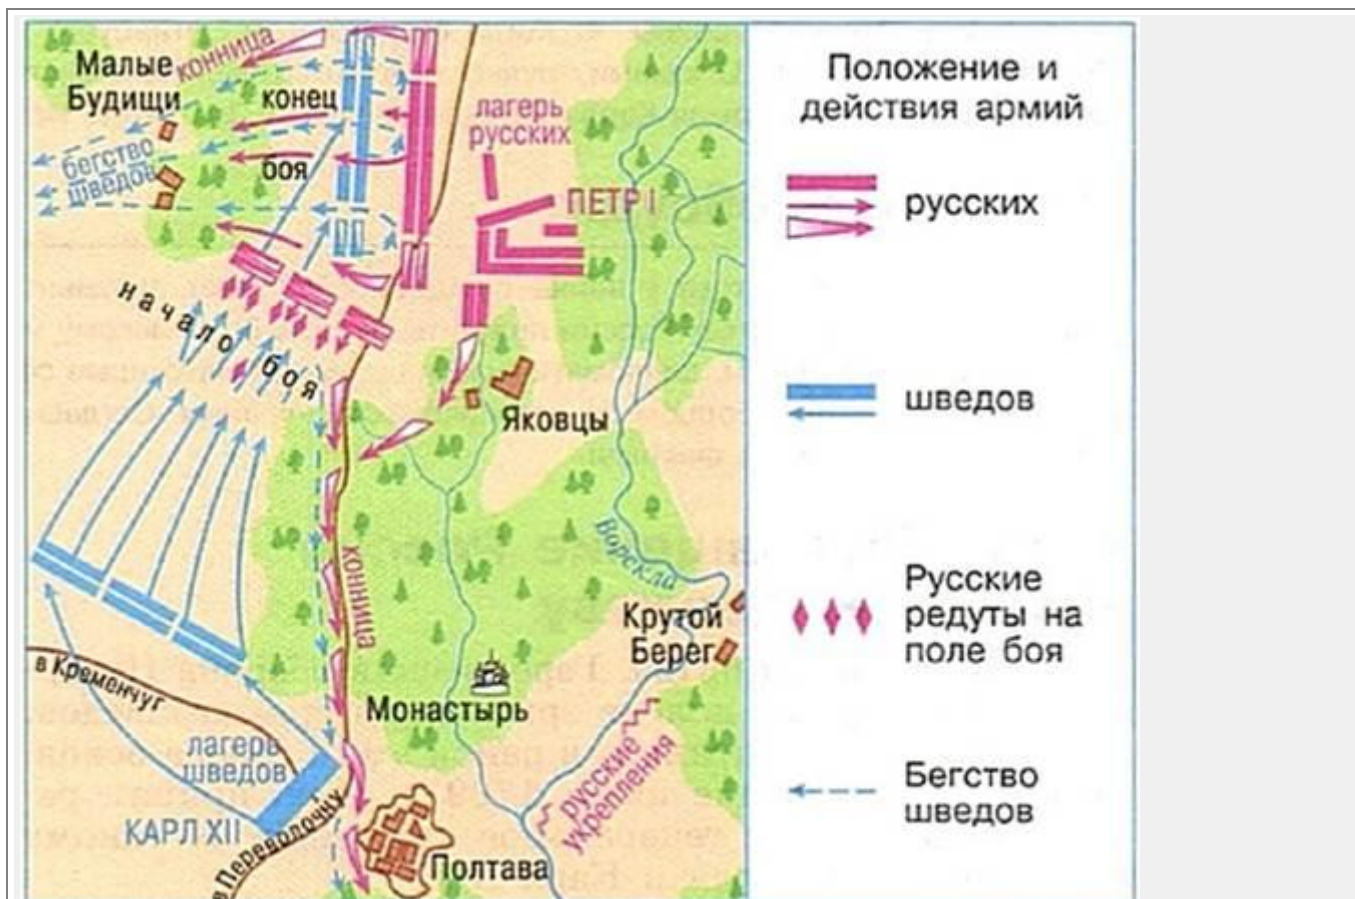 Малые
Будищи
конница
конец
боя
бегство
шведов
лагерь
русских
ПЕТР I
начало боя
Яковцы
Ворскла
Крутой
Берег
конница
в Кременчуг
Монастырь
лагерь
шведов
КАРЛ XII
в Переволочну
Полтава
русские
укрепления
Положение и
действия армий
русских
шведов
Русские
редуты на
поле боя
Бегство
шведов